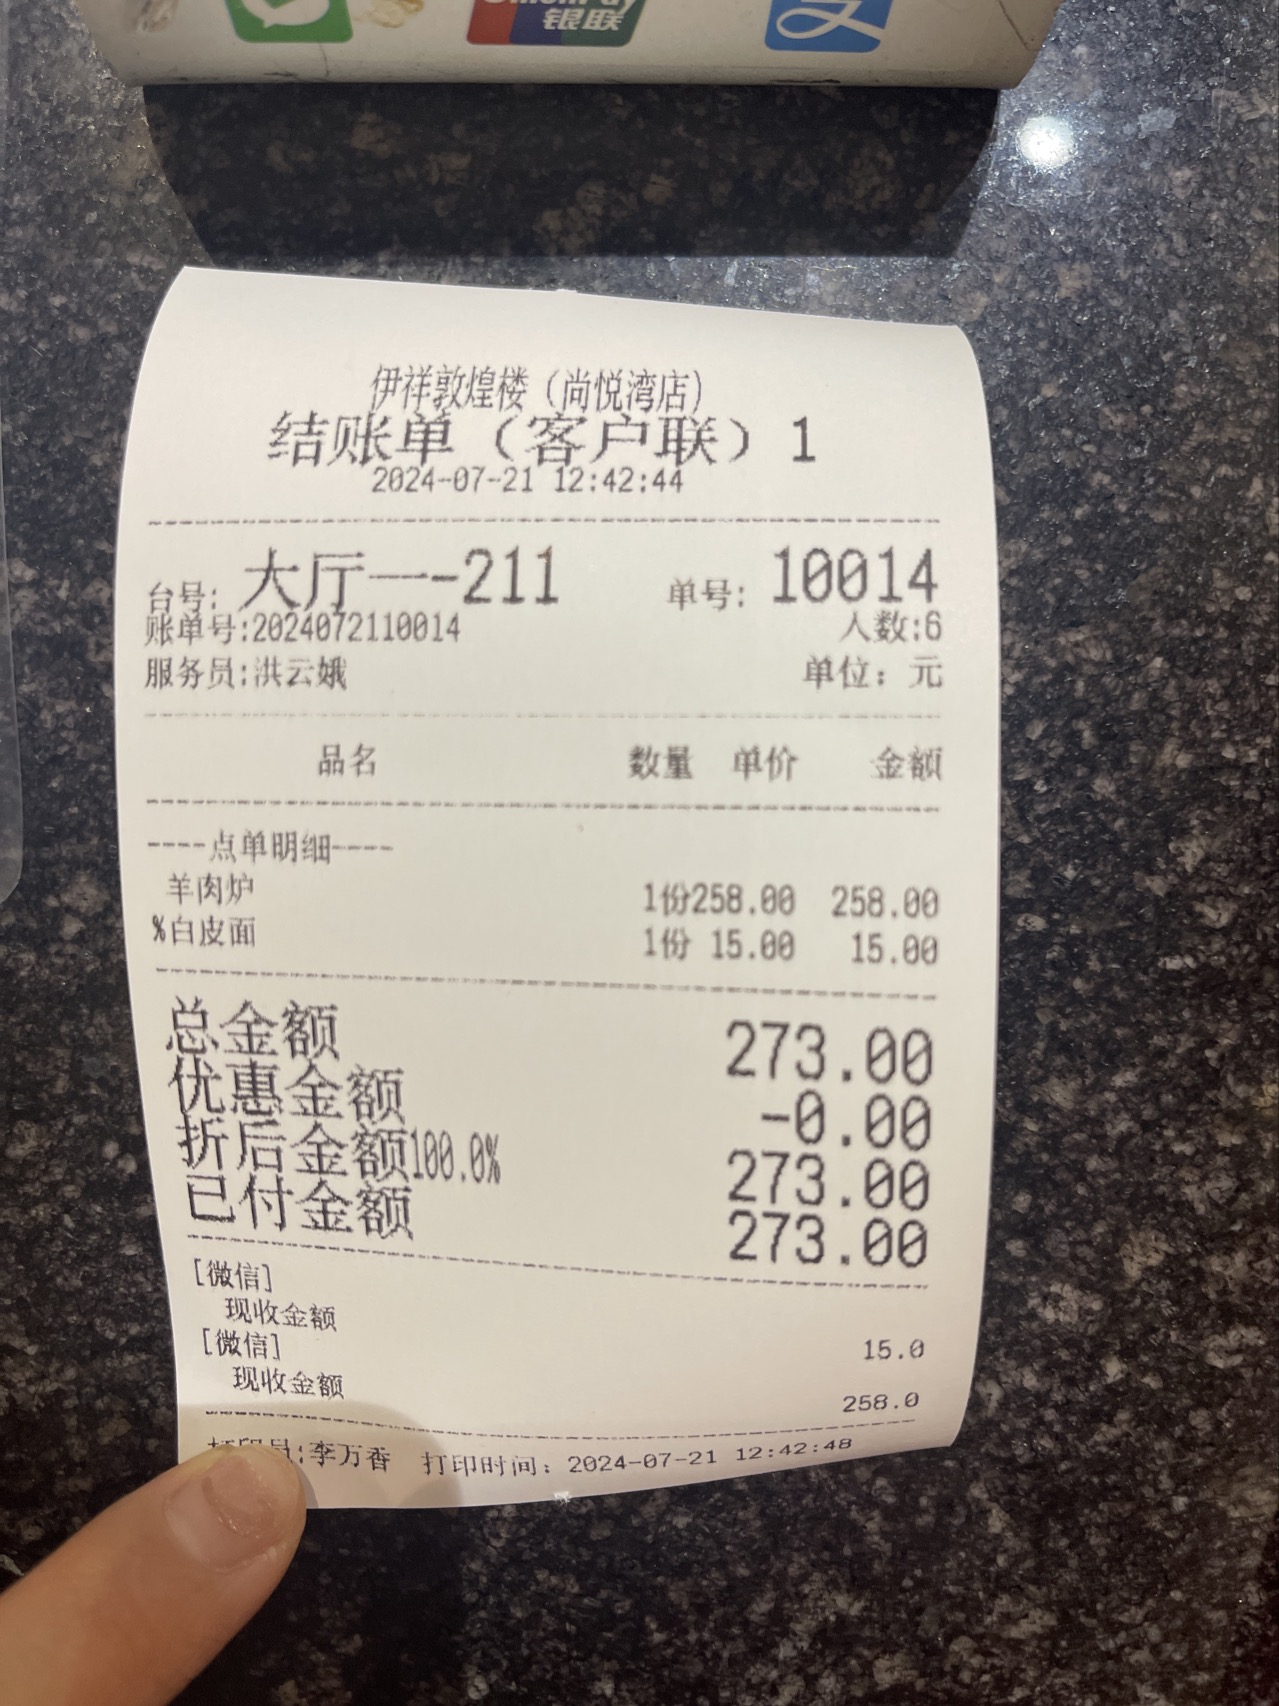 UnionPay
银联
伊祥敦煌楼（尚悦湾店）
结账单（客户联）1
2024-07-21 12:42:44
台号: 大厅一--211 单号: 10014
账单号:2024072110014 人数:6
服务员:洪云娥 单位：元
品名 数量 单价 金额
----点单明细----
羊肉炉 1份258.00 258.00
%白皮面 1份 15.00 15.00
总金额 273.00
优惠金额 -0.00
折后金额100.0% 273.00
已付金额 273.00
[微信]
现收金额 15.0
[微信]
现收金额 258.0
打印员:李万香 打印时间：2024-07-21 12:42:48